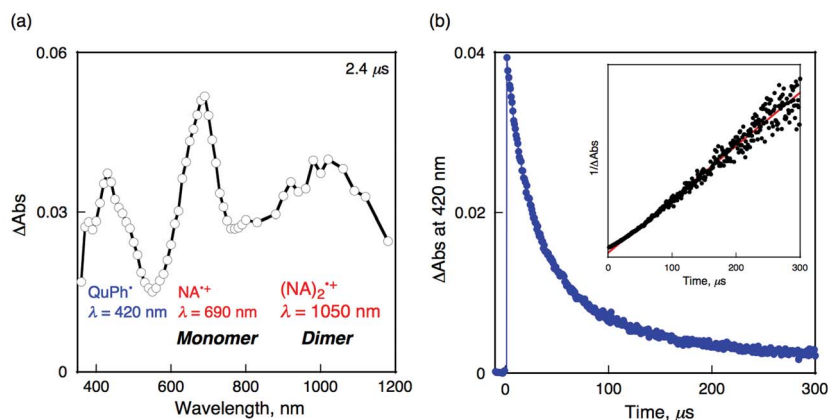 (a)
0.06
0.03
0
ΔAbs
2.4 μs
QuPh•
λ = 420 nm
NA•+
λ = 690 nm
Monomer
(NA)2•+
λ = 1050 nm
Dimer
400 600 800 1000 1200
Wavelength, nm
(b)
0.04
0.02
0.00
ΔAbs at 420 nm
1/ΔAbs
0 100 200 300
Time, μs
0 100 200 300
Time, μs